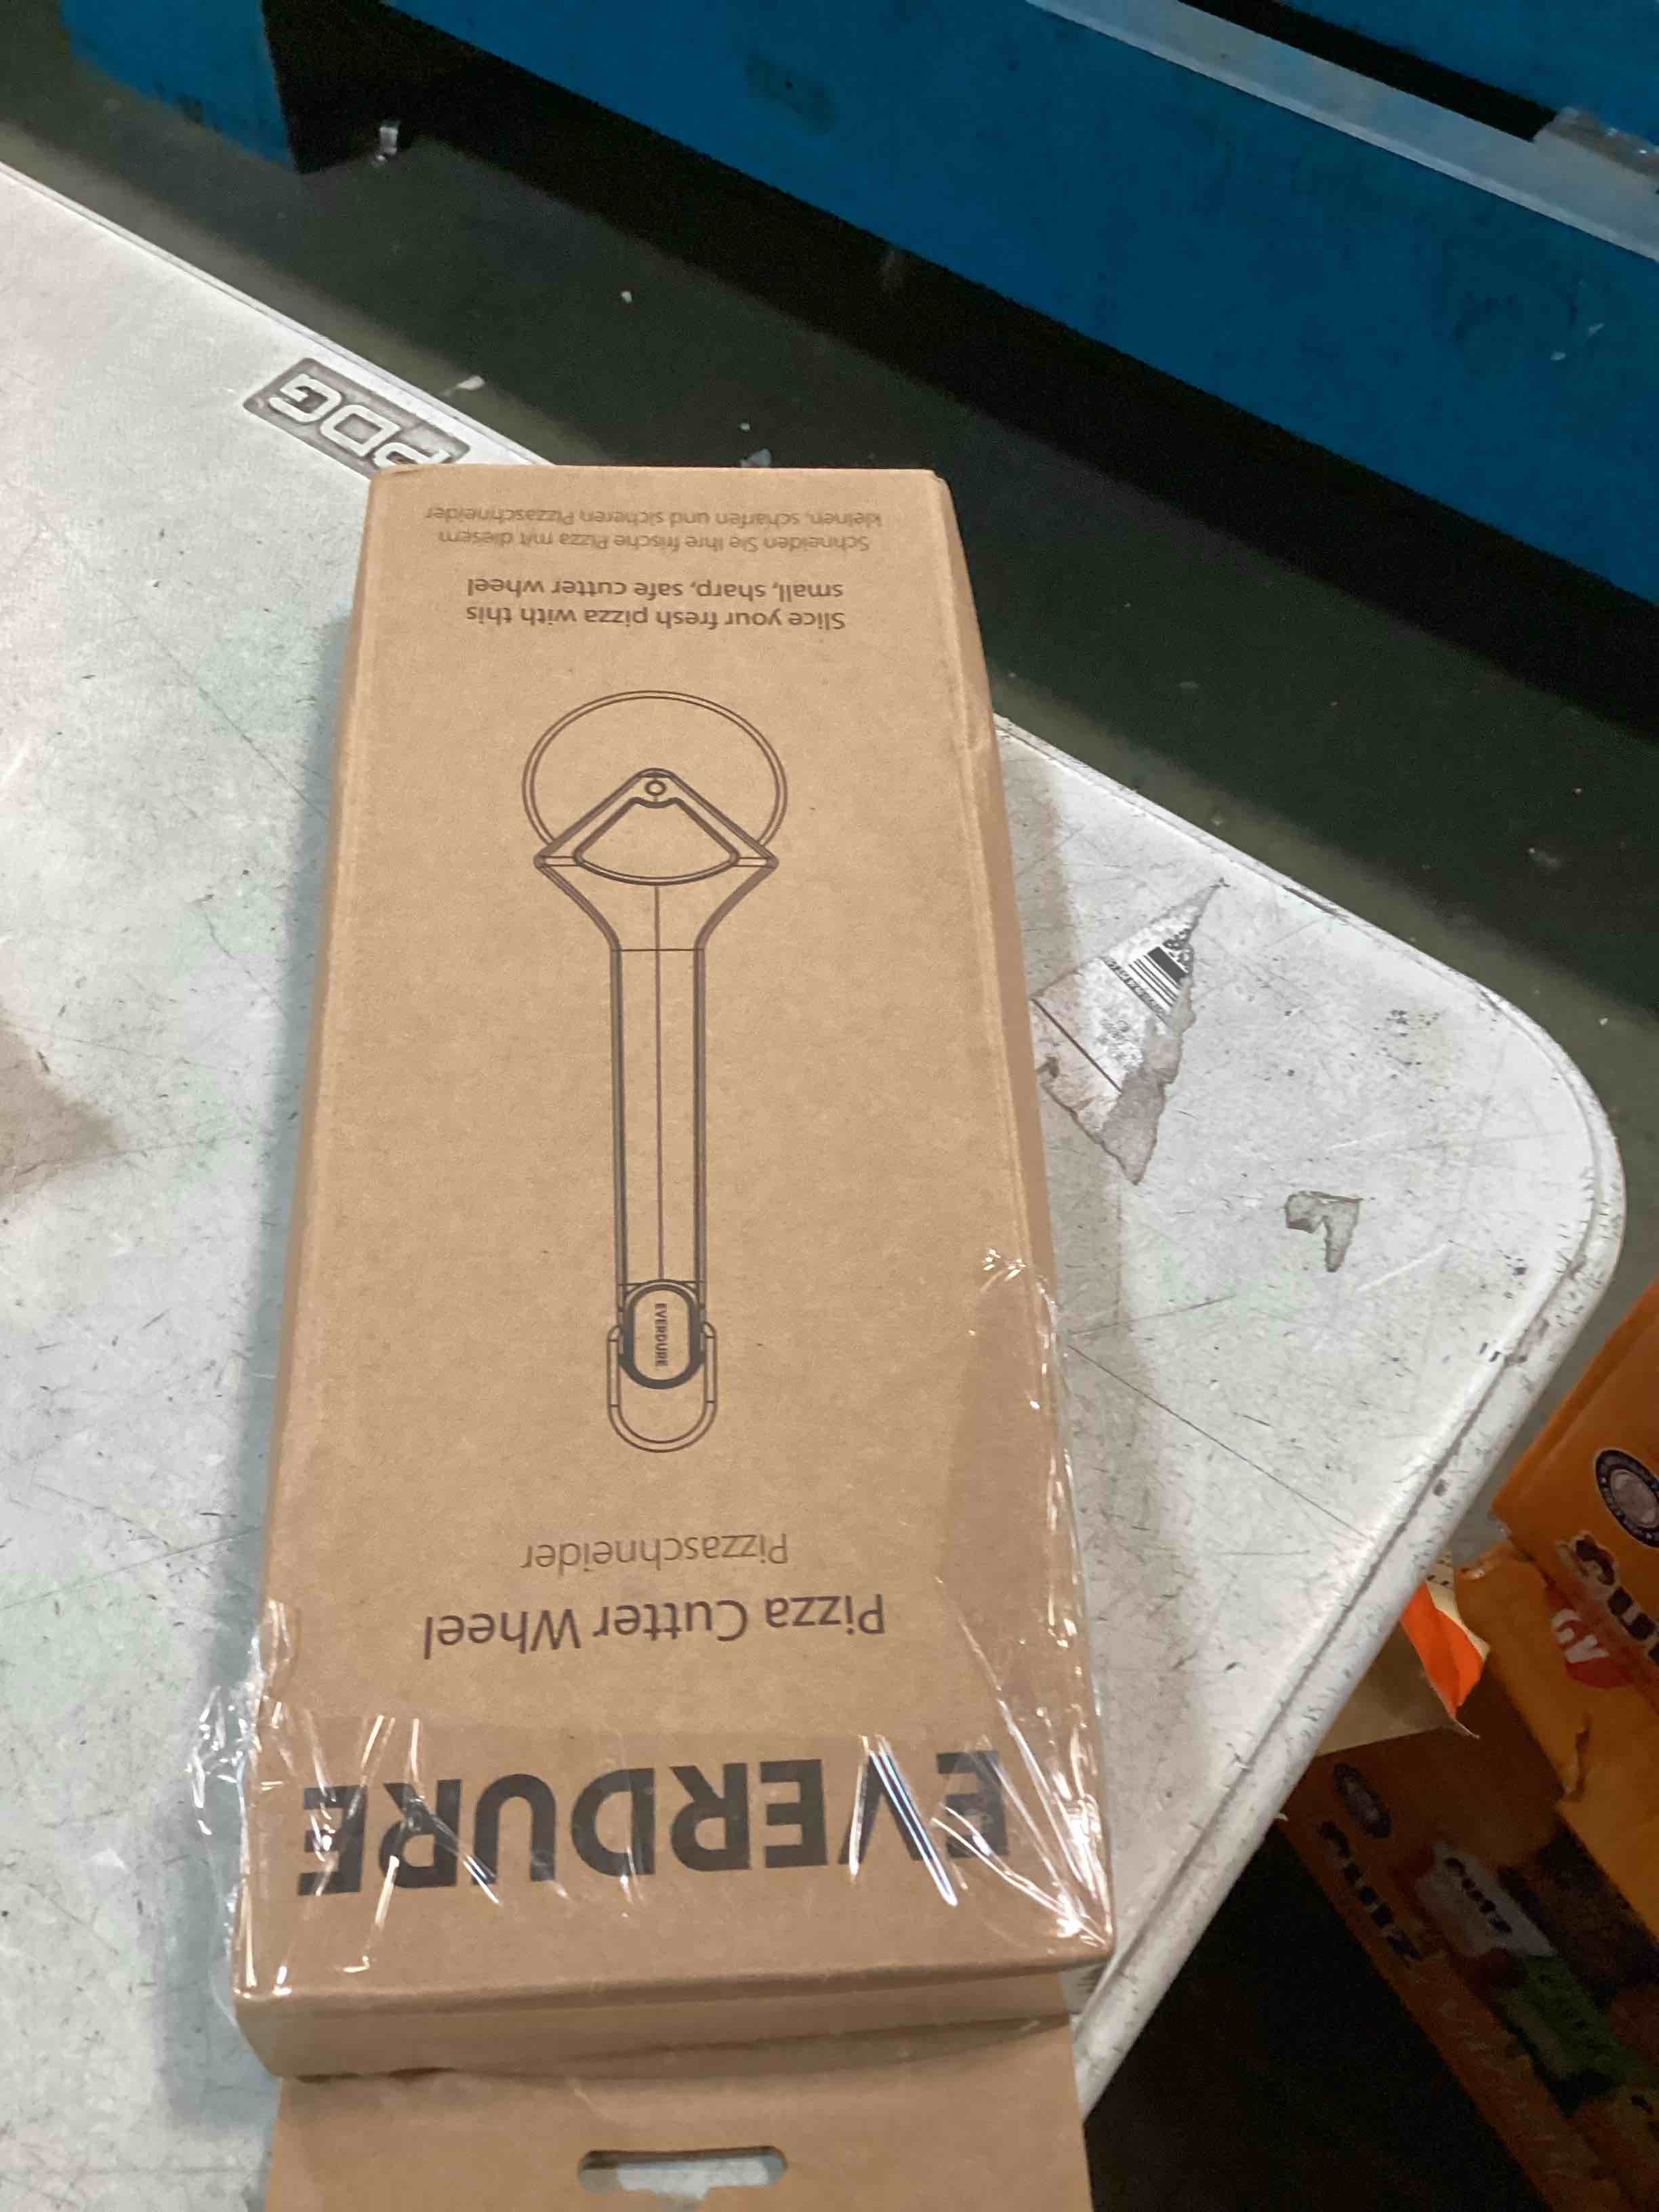 EVERDURE
Pizza Cutter Wheel
Pizzaschneider
EVERDURE
Slice your fresh pizza with this
small, sharp, safe cutter wheel
Schneiden Sie Ihre frische Pizza mit diesem
kleinen, scharfen und sicheren Pizzaschneider
PDG